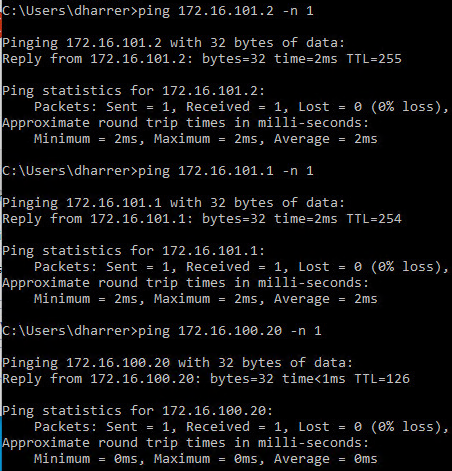 C:\Users\dharrer>ping 172.16.101.2 -n 1
Pinging 172.16.101.2 with 32 bytes of data:
Reply from 172.16.101.2: bytes=32 time=2ms TTL=255
Ping statistics for 172.16.101.2:
    Packets: Sent = 1, Received = 1, Lost = 0 (0% loss),
Approximate round trip times in milli-seconds:
    Minimum = 2ms, Maximum = 2ms, Average = 2ms
C:\Users\dharrer>ping 172.16.101.1 -n 1
Pinging 172.16.101.1 with 32 bytes of data:
Reply from 172.16.101.1: bytes=32 time=2ms TTL=254
Ping statistics for 172.16.101.1:
    Packets: Sent = 1, Received = 1, Lost = 0 (0% loss),
Approximate round trip times in milli-seconds:
    Minimum = 2ms, Maximum = 2ms, Average = 2ms
C:\Users\dharrer>ping 172.16.100.20 -n 1
Pinging 172.16.100.20 with 32 bytes of data:
Reply from 172.16.100.20: bytes=32 time<1ms TTL=126
Ping statistics for 172.16.100.20:
    Packets: Sent = 1, Received = 1, Lost = 0 (0% loss),
Approximate round trip times in milli-seconds:
    Minimum = 0ms, Maximum = 0ms, Average = 0ms